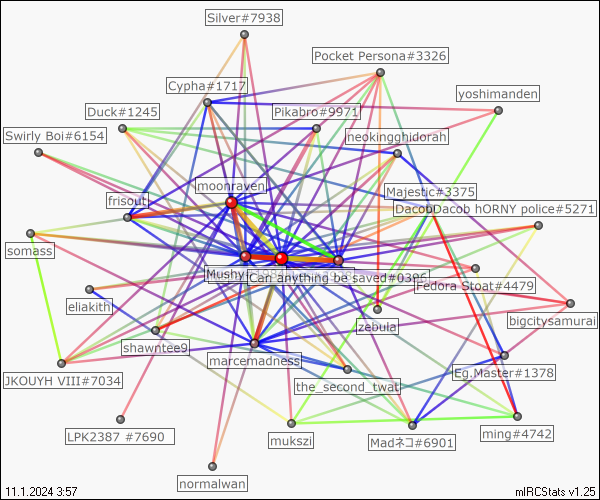 Silver#7938
Pocket Persona#3326
Cypha#1717
yoshimanden
Duck#1245
Pikabro#9971
Swirly Boi#6154
neokingghidorah
moonraven
Majestic#3375
frisout
DacobDacob hORNY police#5271
somass
Mushy
Can anything be saved#0396
Fedora Stoat#4479
eliakith
zebula
bigcitysamurai
shawntee9
marcemadness
Eg.Master#1378
JKOUYH VIII#7034
the_second_twat
LPK2387 #7690
mukszi
Madネコ#6901
ming#4742
normalwan
11.1.2024 3:57
mIRCStats v1.25